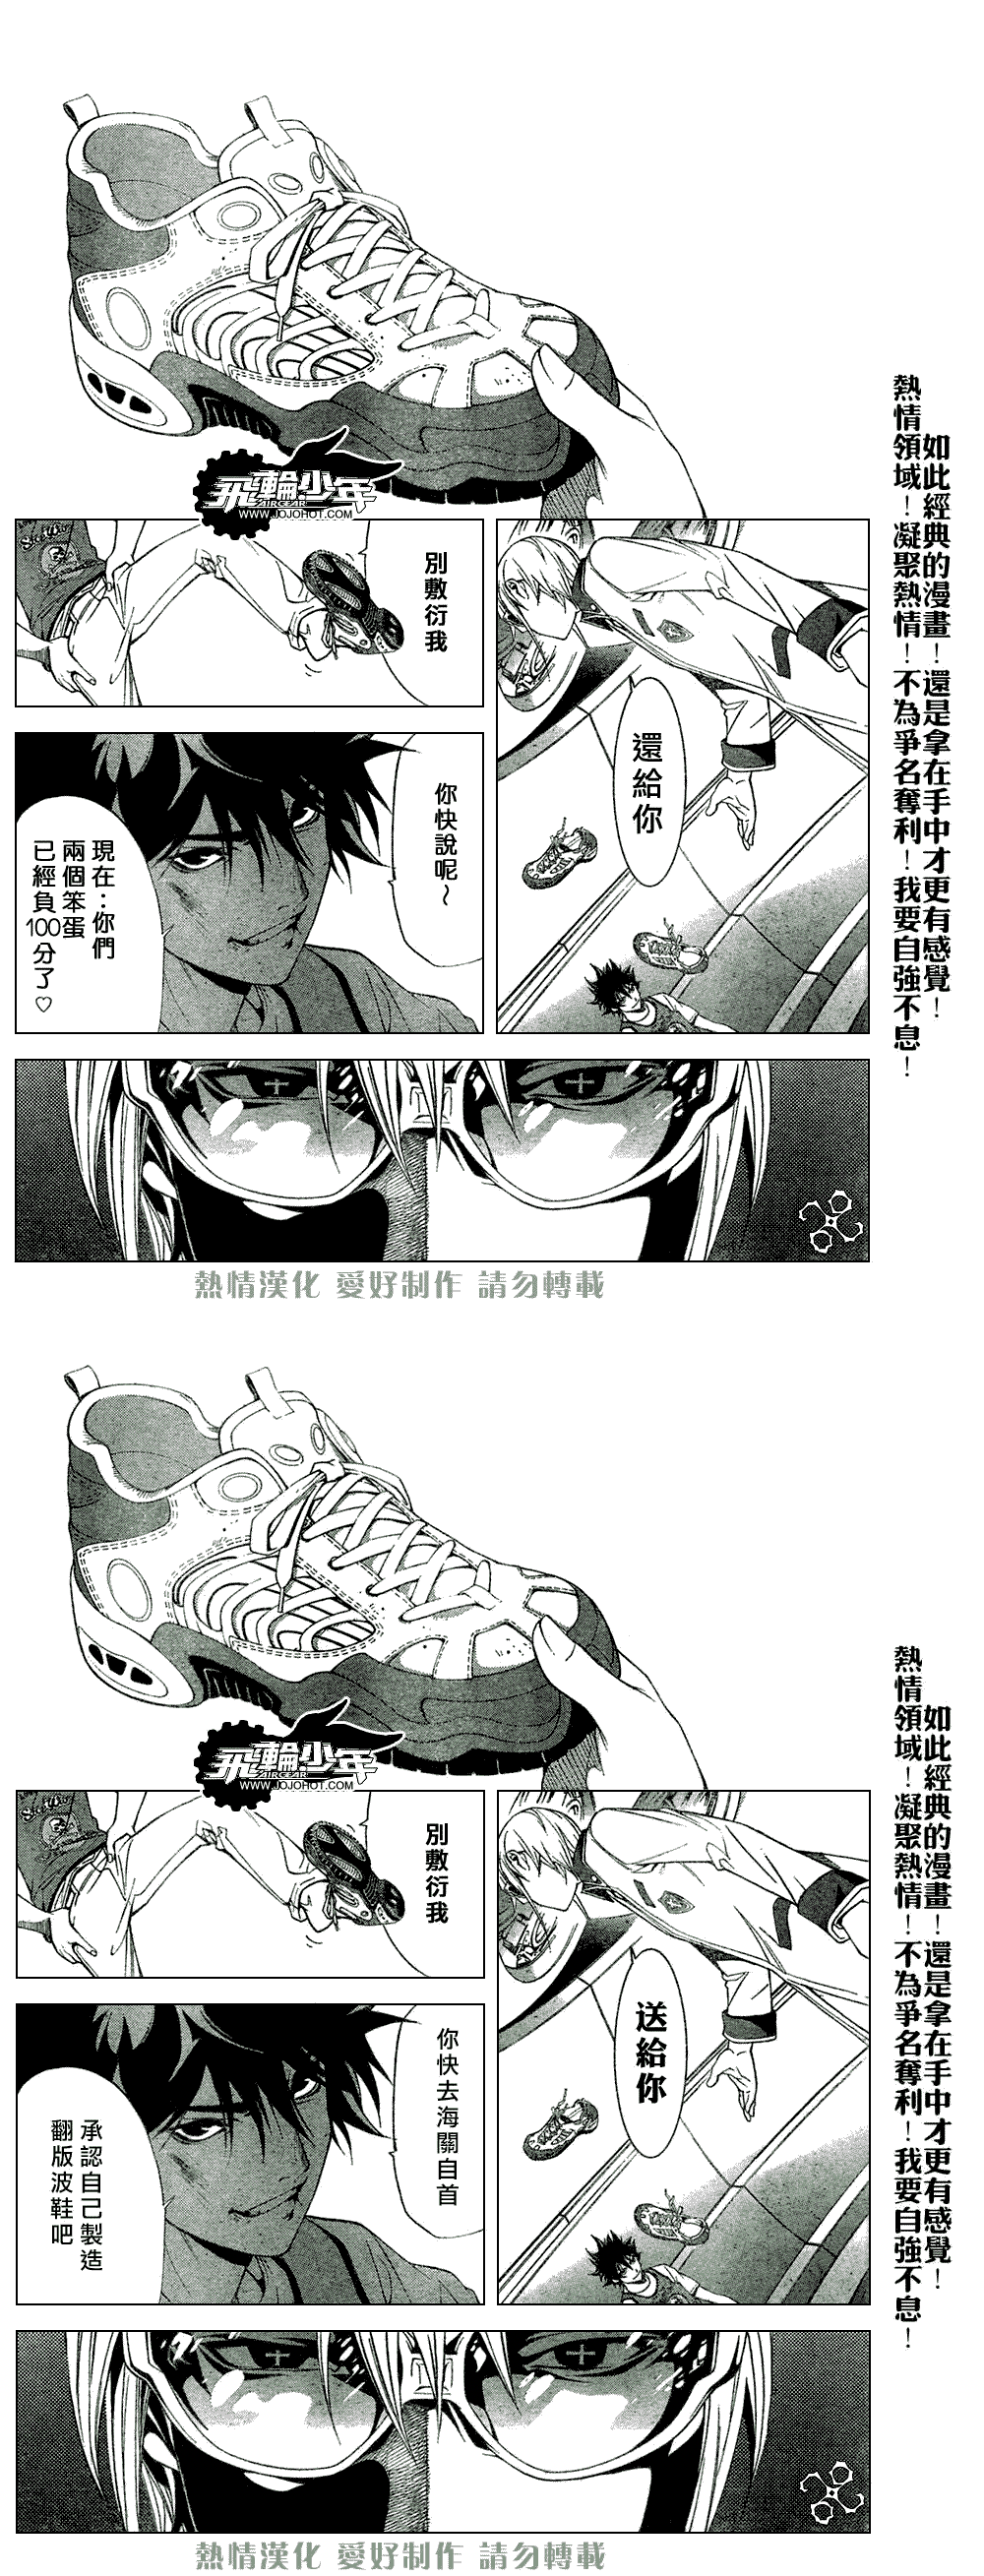 如此經典的漫畫！還是拿在手中才更有感覺！
熱情領域！凝聚熱情！不為爭名奪利！我要自強不息！
飛輪少年
AIRGEAR
WWW.JOJOHOT.COM
還給你
別敷衍我
你快說呢~
現在:你們
兩個笨蛋
已經負
100分了
♡
熱情漢化 愛好制作 請勿轉載
如此經典的漫畫！還是拿在手中才更有感覺！
熱情領域！凝聚熱情！不為爭名奪利！我要自強不息！
飛輪少年
AIRGEAR
WWW.JOJOHOT.COM
送給你
別敷衍我
你快去海關自首
承認自己製造
翻版波鞋吧
熱情漢化 愛好制作 請勿轉載